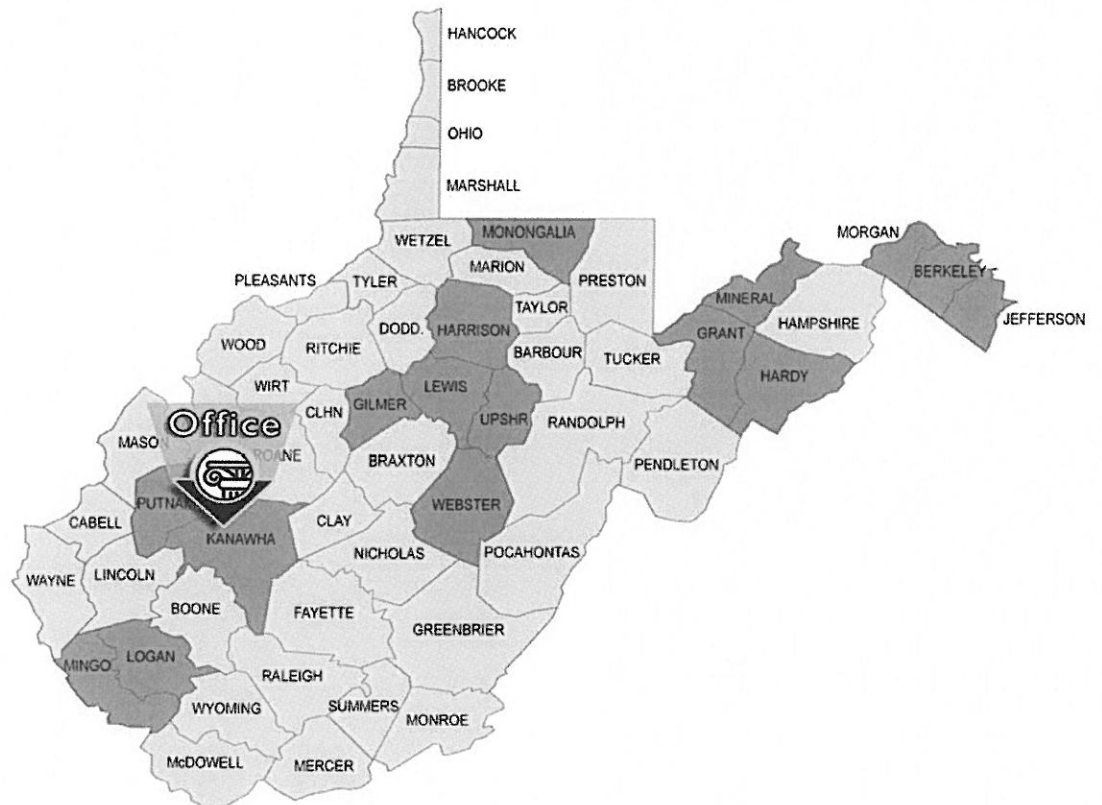 HANCOCK
BROOKE
OHIO
MARSHALL
WETZEL
MONONGALIA
MORGAN
MARION
PRESTON
BERKELEY
PLEASANTS
TYLER
MINERAL
TAYLOR
JEFFERSON
DODD.
HARRISON
GRANT
HAMPSHIRE
WOOD
RITCHIE
BARBOUR
TUCKER
HARDY
WIRT
LEWIS
GILMER
CLHN
UPSHR
RANDOLPH
Office
MASON
ROANE
BRAXTON
PENDLETON
PUTNAM
WEBSTER
CABELL
CLAY
KANAWHA
NICHOLAS
POCAHONTAS
WAYNE
LINCOLN
BOONE
FAYETTE
GREENBRIER
LOGAN
MINGO
RALEIGH
SUMMERS
WYOMING
MONROE
McDOWELL
MERCER